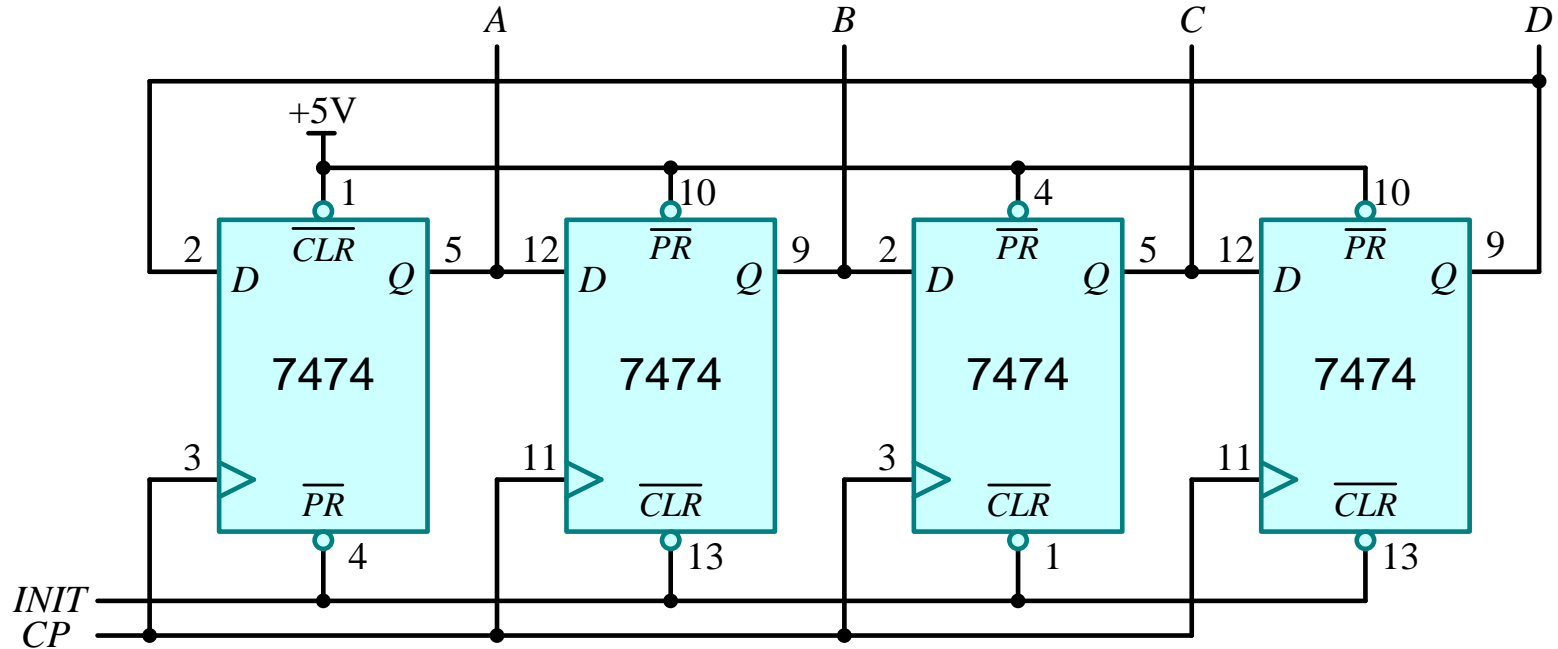 A B C D
+5V
1 10 4 10
CLR PR PR PR
2 5 12 9 2 5 12 9
D Q D Q D Q D Q
7474 7474 7474 7474
3 11 3 11
PR CLR CLR CLR
4 13 1 13
INIT
CP